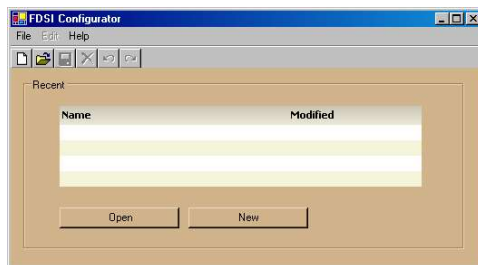 FDSI Configurator
File Edit Help
Recent
Name Modified
Open New